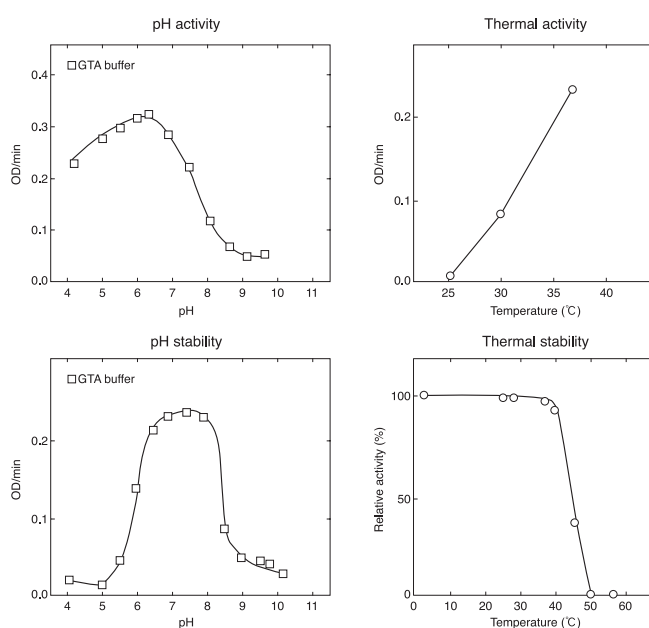 pH activity
GTA buffer
OD/min
0.4
0.3
0.2
0.1
0.0
4 5 6 7 8 9 10 11
pH
Thermal activity
OD/min
0.2
0.1
0.0
25 30 35 40
Temperature (℃)
pH stability
GTA buffer
OD/min
0.2
0.1
0.0
4 5 6 7 8 9 10 11
pH
Thermal stability
Relative activity (%)
100
50
0
0 10 20 30 40 50 60
Temperature (℃)